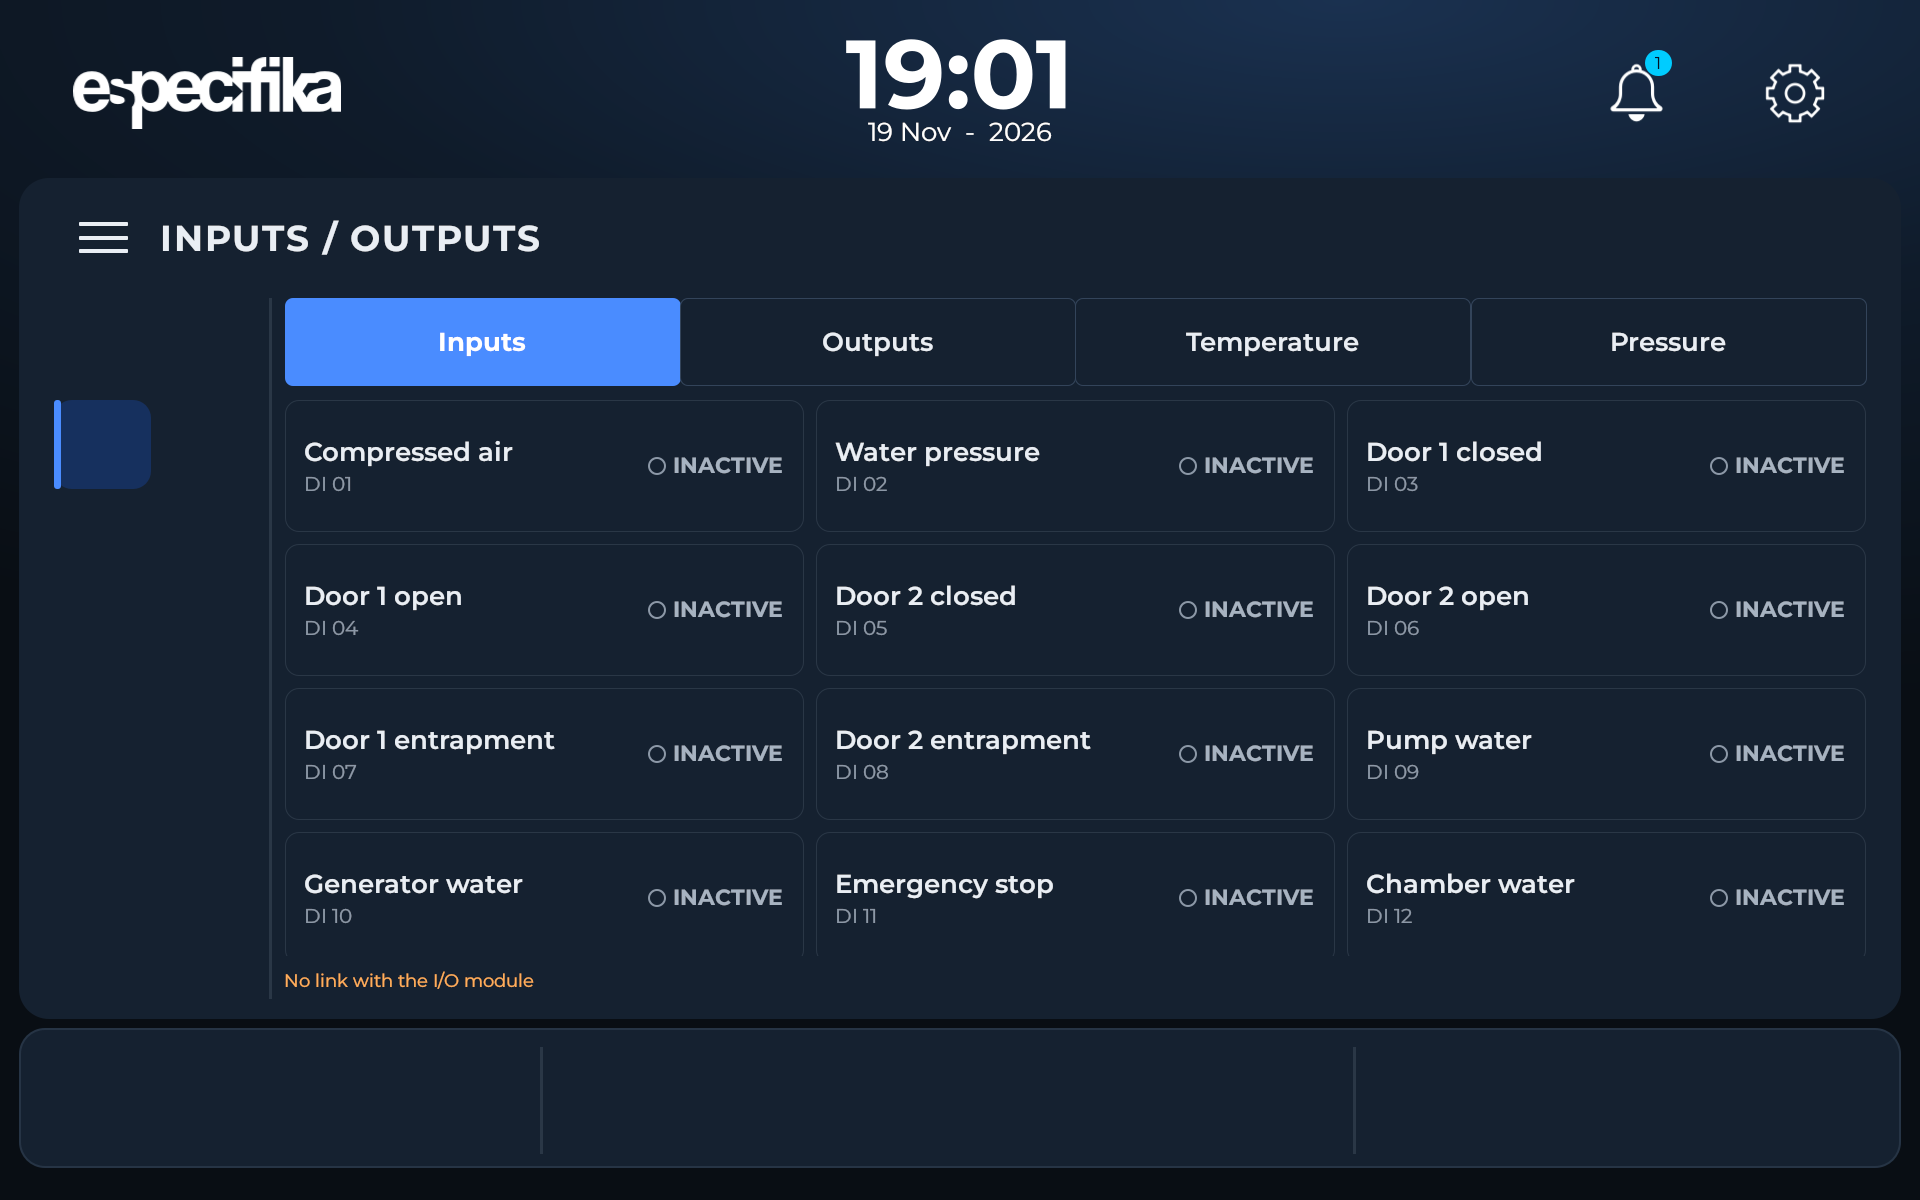 especifika
19:01
19 Nov - 2026
1
INPUTS / OUTPUTS
Inputs
Outputs
Temperature
Pressure
Compressed air
DI 01
INACTIVE
Water pressure
DI 02
INACTIVE
Door 1 closed
DI 03
INACTIVE
Door 1 open
DI 04
INACTIVE
Door 2 closed
DI 05
INACTIVE
Door 2 open
DI 06
INACTIVE
Door 1 entrapment
DI 07
INACTIVE
Door 2 entrapment
DI 08
INACTIVE
Pump water
DI 09
INACTIVE
Generator water
DI 10
INACTIVE
Emergency stop
DI 11
INACTIVE
Chamber water
DI 12
INACTIVE
No link with the I/O module